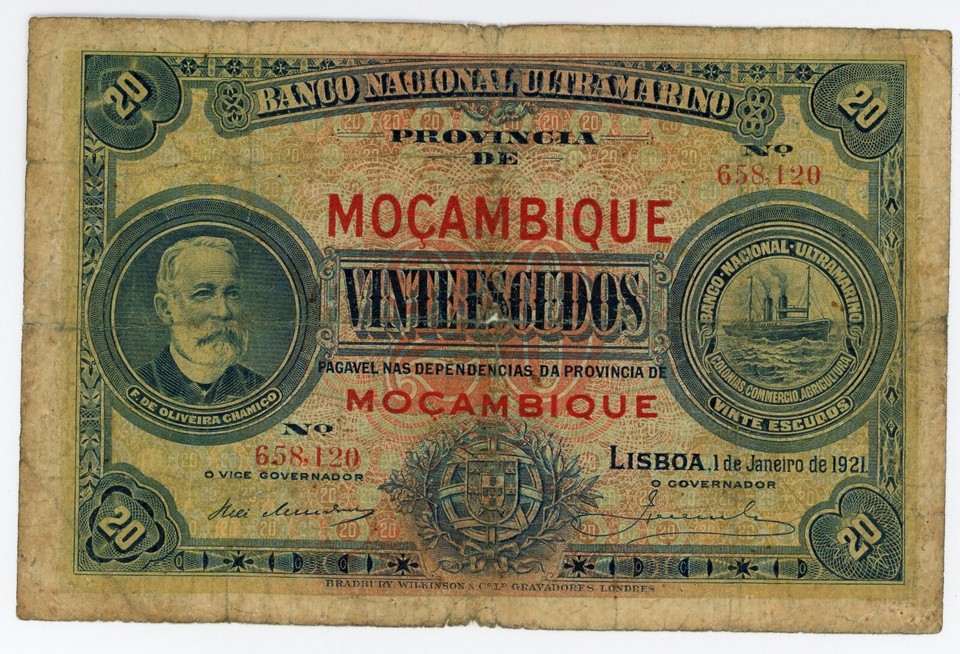 20
BANCO NACIONAL ULTRAMARINO
20
PROVINCIA
DE
Nº
658,120
MOÇAMBIQUE
VINTE ESCUDOS
BANCO·NACIONAL·ULTRAMARINO
COLONIAS, COMMERCIO, AGRICULTURA
VINTE ESCUDOS
F. DE OLIVEIRA CHAMICO
PAGAVEL NAS DEPENDENCIAS DA PROVINCIA DE
MOÇAMBIQUE
Nº
658,120
O VICE GOVERNADOR
LISBOA, 1 de Janeiro de 1921.
O GOVERNADOR
20
20
BRADBURY, WILKINSON & Cº Lº GRAVADORES LONDRES